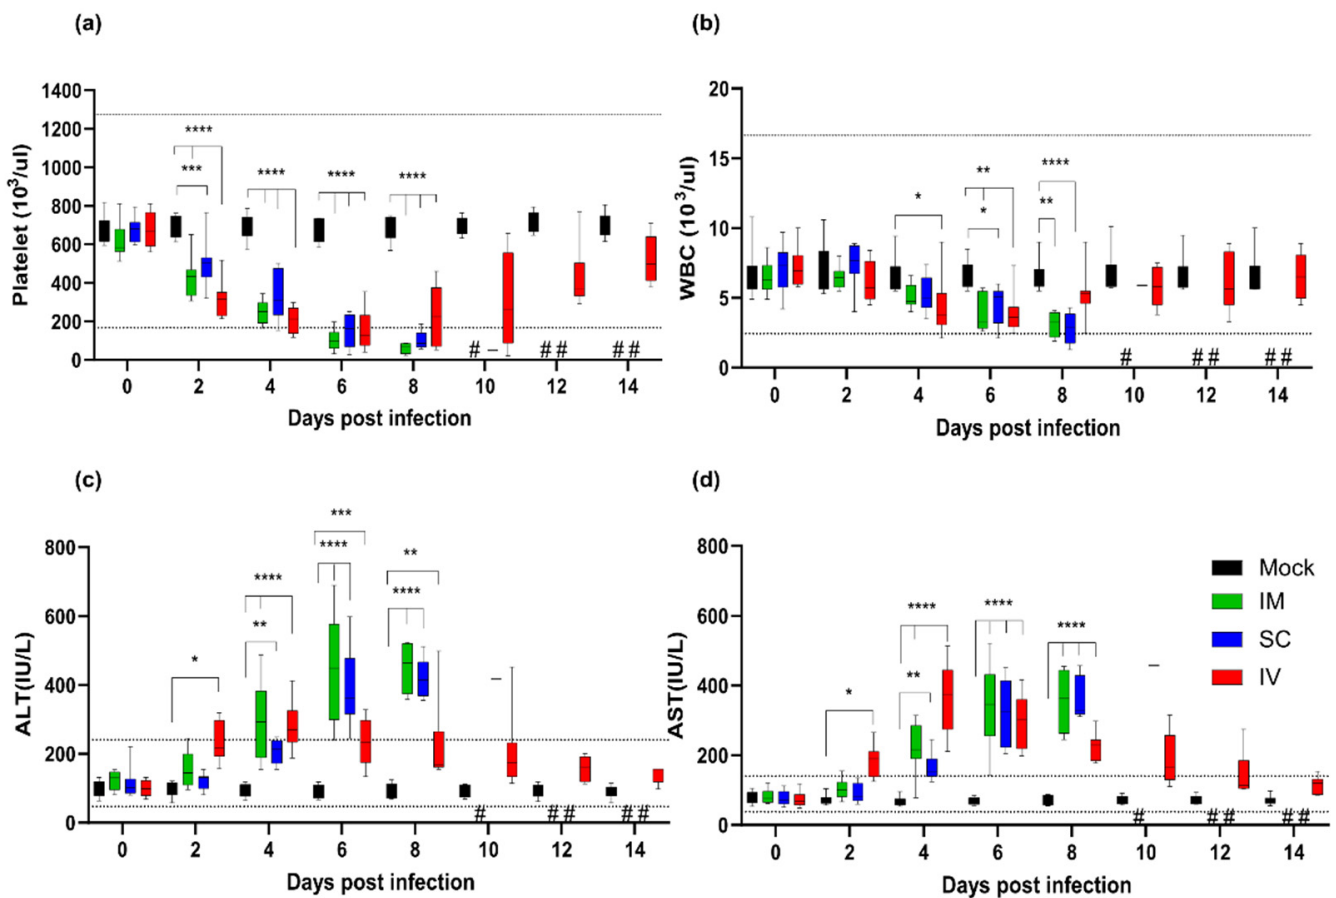 (a)
1400
1200
1000
800
600
400
200
0
Platelet (10³/ul)
****
***
****
****
****
# # #
# #
0 2 4 6 8 10 12 14
Days post infection
(b)
20
15
10
5
0
WBC (10³/ul)
*
**
*
****
**
# # # # #
0 2 4 6 8 10 12 14
Days post infection
(c)
800
600
400
200
0
ALT(IU/L)
*
****
**
***
****
**
****
# # # # #
0 2 4 6 8 10 12 14
Days post infection
(d)
800
600
400
200
0
AST(IU/L)
*
****
**
****
****
# # # # #
0 2 4 6 8 10 12 14
Days post infection
Mock
IM
SC
IV